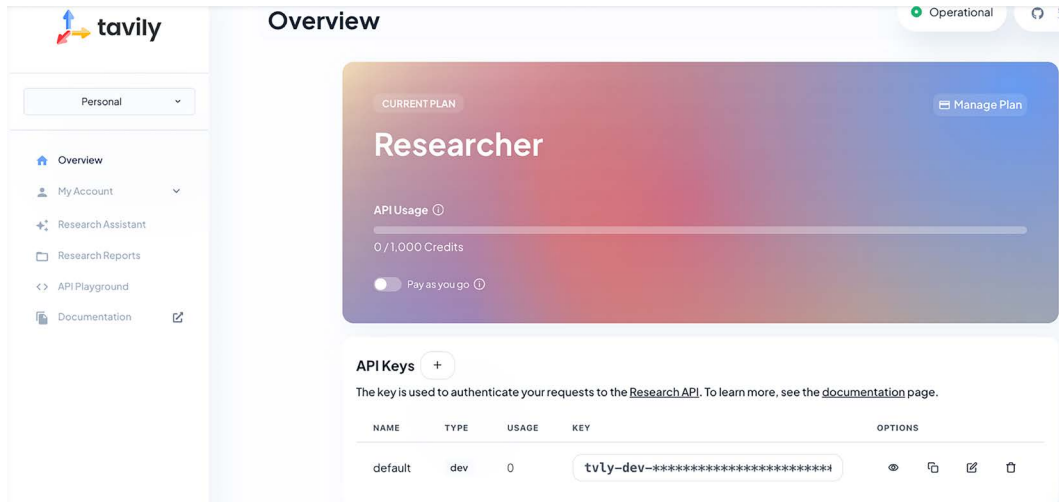 tavily
Personal
Overview
My Account
Research Assistant
Research Reports
API Playground
Documentation
Overview
Operational
CURRENT PLAN
Manage Plan
Researcher
API Usage
0 / 1,000 Credits
Pay as you go
API Keys +
The key is used to authenticate your requests to the Research API. To learn more, see the documentation page.
NAME TYPE USAGE KEY OPTIONS
default dev 0 tvly-dev-************************